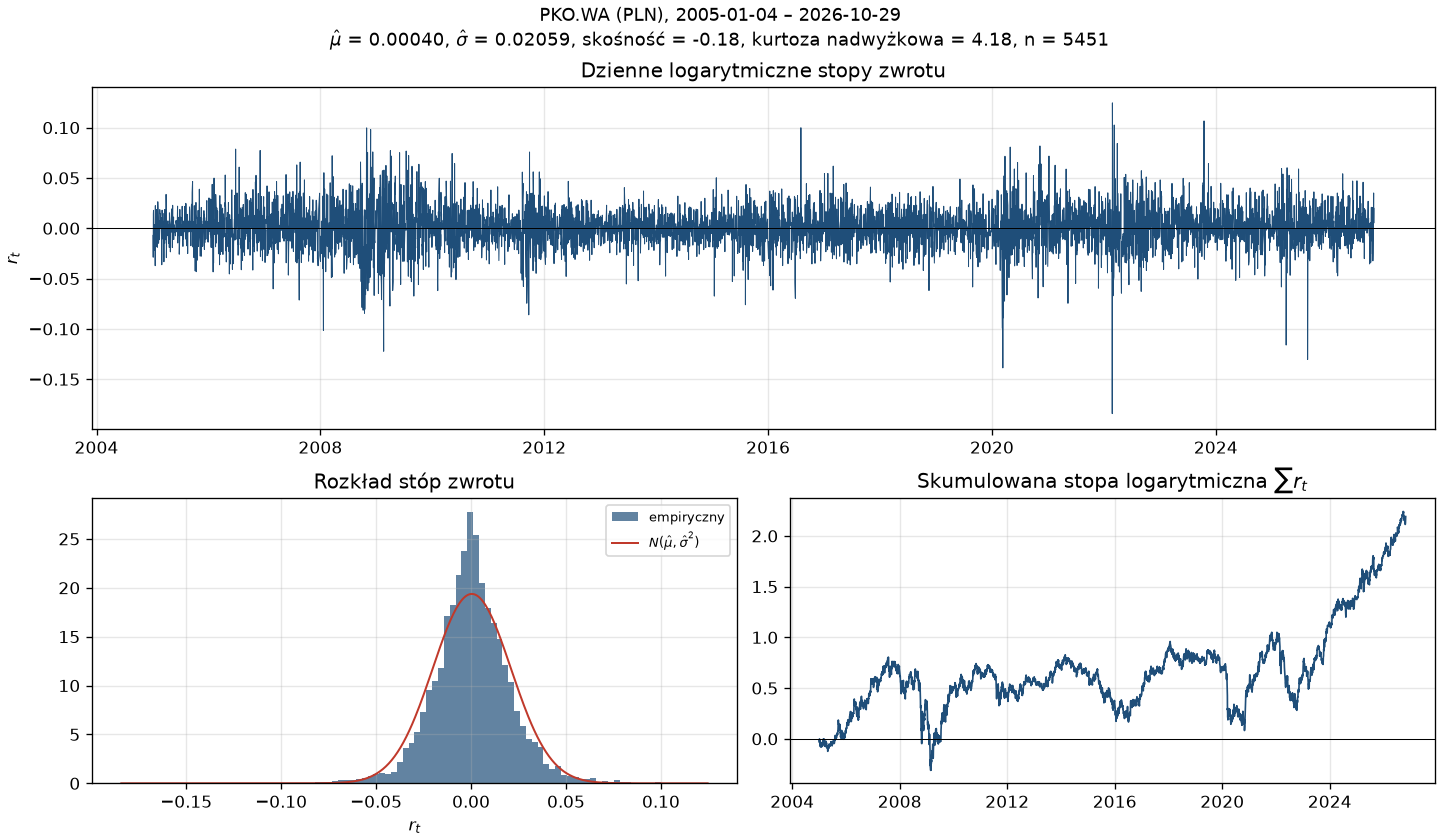 PKO.WA (PLN), 2005-01-04 – 2026-10-29
μ̂ = 0.00040, σ̂ = 0.02059, skośność = -0.18, kurtoza nadwyżkowa = 4.18, n = 5451
Dzienne logarytmiczne stopy zwrotu
0.10
0.05
0.00
−0.05
−0.10
−0.15
r_t
2004 2008 2012 2016 2020 2024
Rozkład stóp zwrotu
empiryczny
N(μ̂, σ̂²)
25
20
15
10
5
0
−0.15 −0.10 −0.05 0.00 0.05 0.10
r_t
Skumulowana stopa logarytmiczna ∑r_t
2.0
1.5
1.0
0.5
0.0
2004 2008 2012 2016 2020 2024